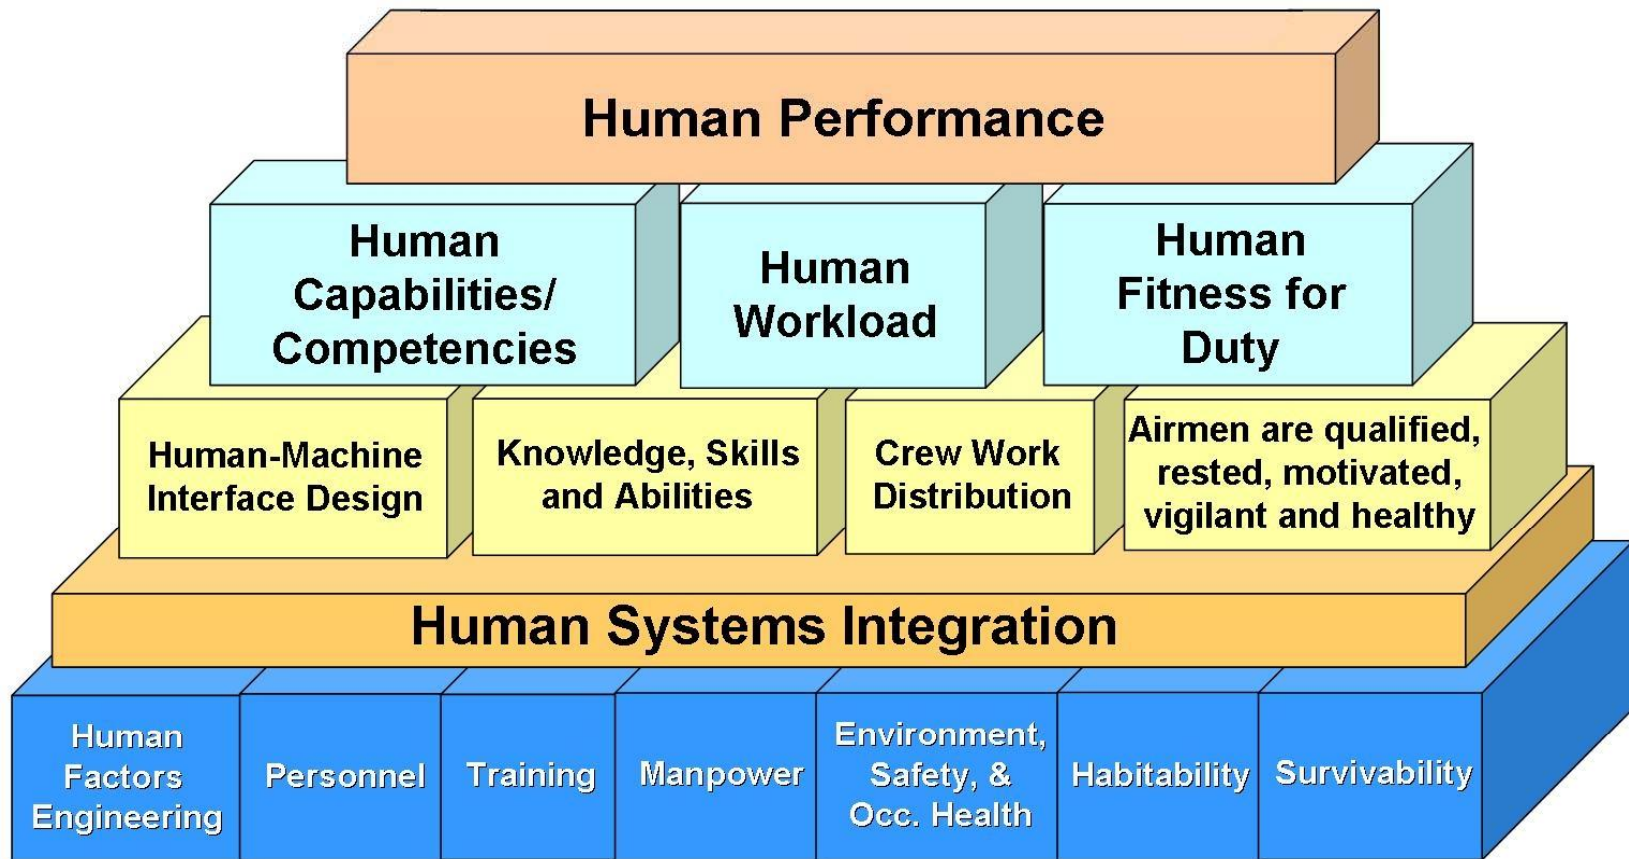 Human Performance
Human
Capabilities/
Competencies
Human
Workload
Human
Fitness for
Duty
Human-Machine
Interface Design
Knowledge, Skills
and Abilities
Crew Work
Distribution
Airmen are qualified,
rested, motivated,
vigilant and healthy
Human Systems Integration
Human
Factors
Engineering
Personnel
Training
Manpower
Environment,
Safety, &
Occ. Health
Habitability
Survivability